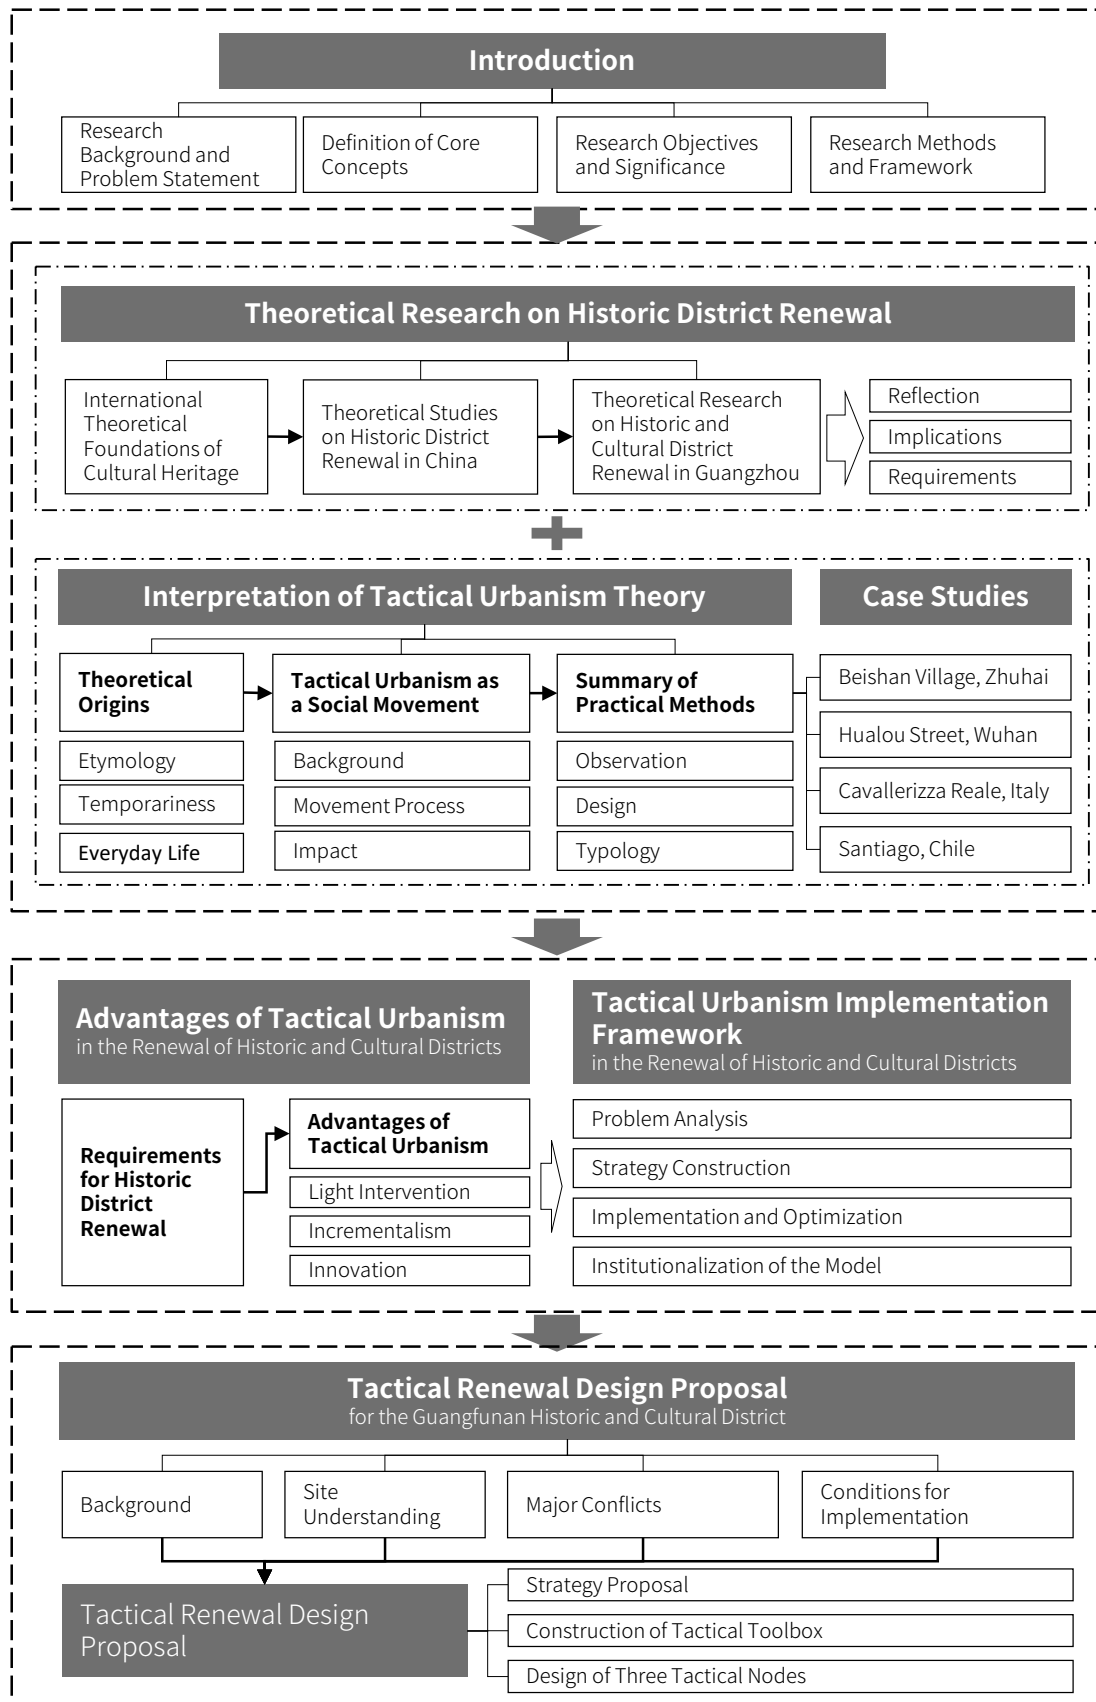 Introduction
Research
Background and
Problem Statement
Definition of Core
Concepts
Research Objectives
and Significance
Research Methods
and Framework
Theoretical Research on Historic District Renewal
International
Theoretical
Foundations of
Cultural Heritage
Theoretical Studies
on Historic District
Renewal in China
Theoretical Research
on Historic and
Cultural District
Renewal in Guangzhou
Reflection
Implications
Requirements
Interpretation of Tactical Urbanism Theory
Case Studies
Theoretical
Origins
Etymology
Temporariness
Everyday Life
Tactical Urbanism as
a Social Movement
Background
Movement Process
Impact
Summary of
Practical Methods
Observation
Design
Typology
Beishan Village, Zhuhai
Hualou Street, Wuhan
Cavallerizza Reale, Italy
Santiago, Chile
Advantages of Tactical Urbanism
in the Renewal of Historic and Cultural Districts
Tactical Urbanism Implementation
Framework
in the Renewal of Historic and Cultural Districts
Requirements
for Historic
District
Renewal
Advantages of
Tactical Urbanism
Light Intervention
Incrementalism
Innovation
Problem Analysis
Strategy Construction
Implementation and Optimization
Institutionalization of the Model
Tactical Renewal Design Proposal
for the Guangfunan Historic and Cultural District
Background
Site
Understanding
Major Conflicts
Conditions for
Implementation
Tactical Renewal Design
Proposal
Strategy Proposal
Construction of Tactical Toolbox
Design of Three Tactical Nodes